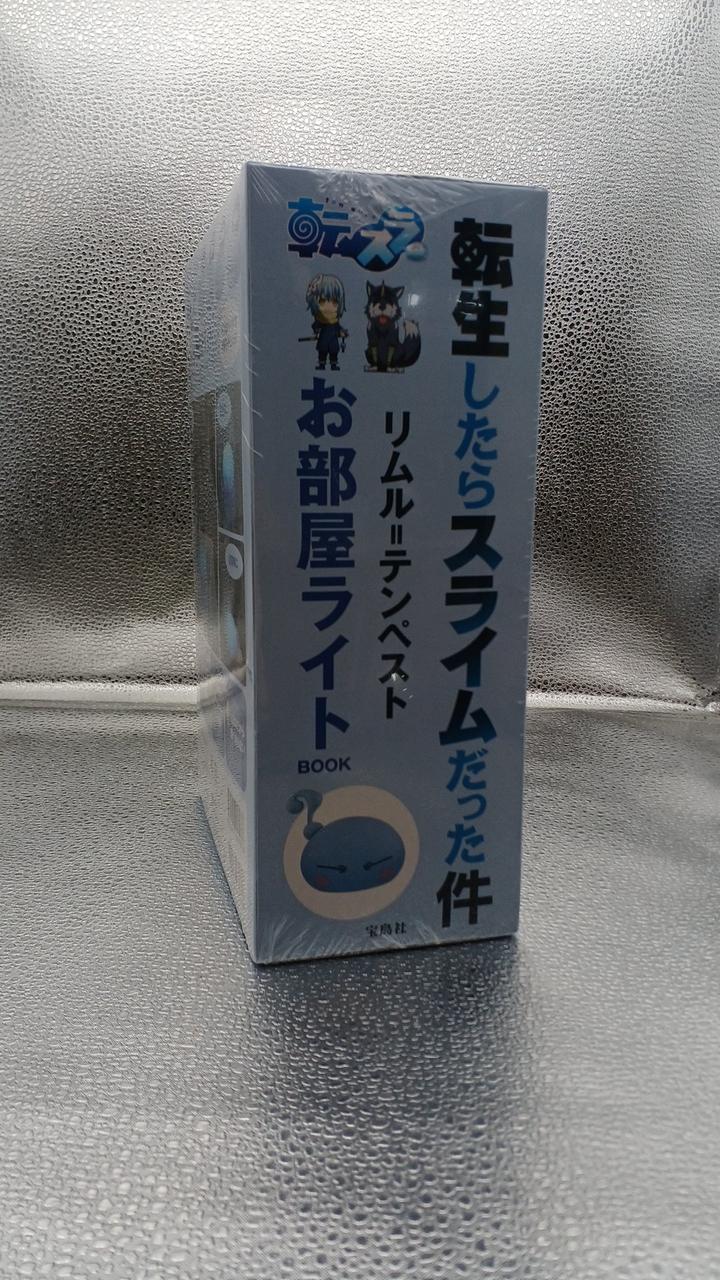 転生したらスライムだった件
転スラ
リムル=テンペスト
お部屋ライト
BOOK
宝島社